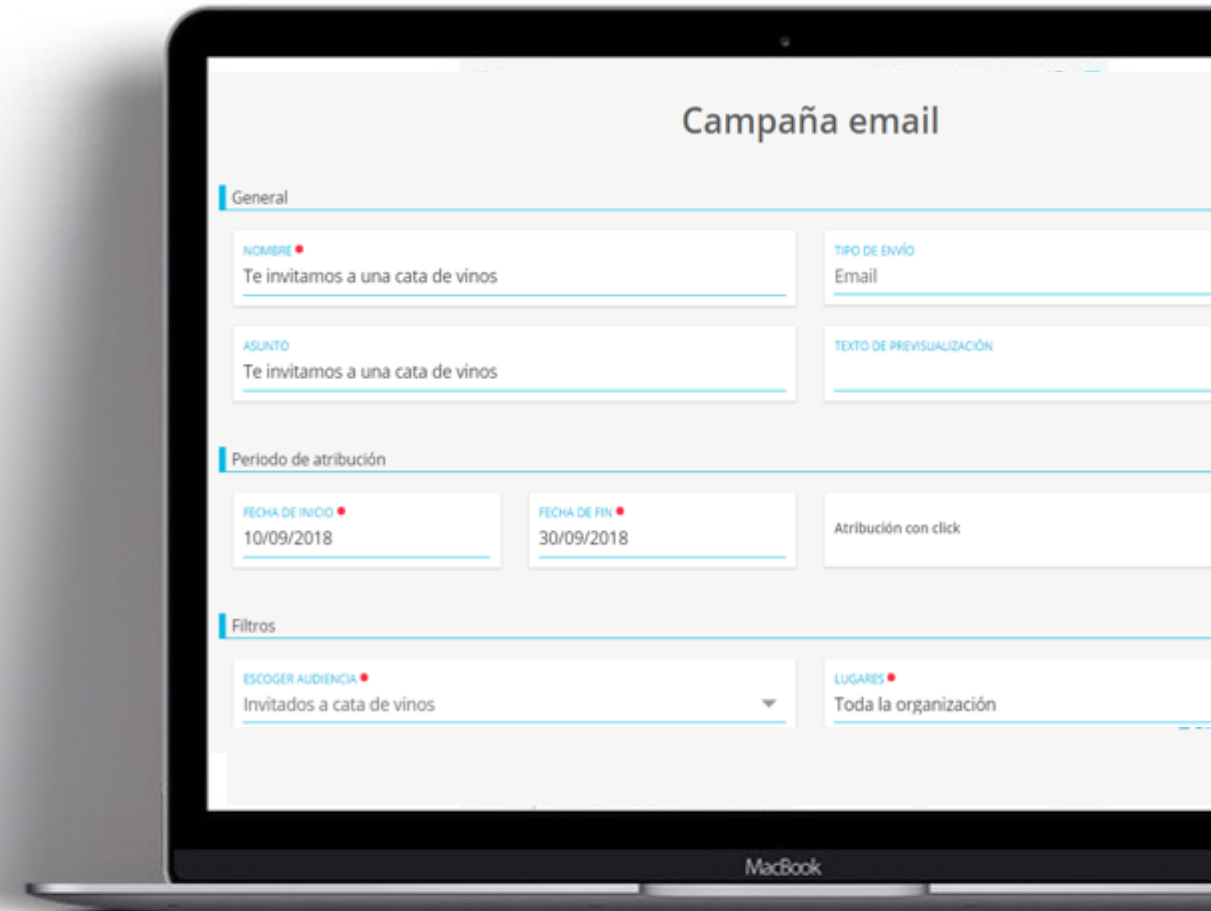 Campaña email
General
NOMBRE
Te invitamos a una cata de vinos
TIPO DE ENVÍO
Email
ASUNTO
Te invitamos a una cata de vinos
TEXTO DE PREVISUALIZACIÓN
Periodo de atribución
FECHA DE INICIO
10/09/2018
FECHA DE FIN
30/09/2018
Atribución con click
Filtros
ESCOGER AUDIENCIA
Invitados a cata de vinos
LUGARES
Toda la organización
MacBook